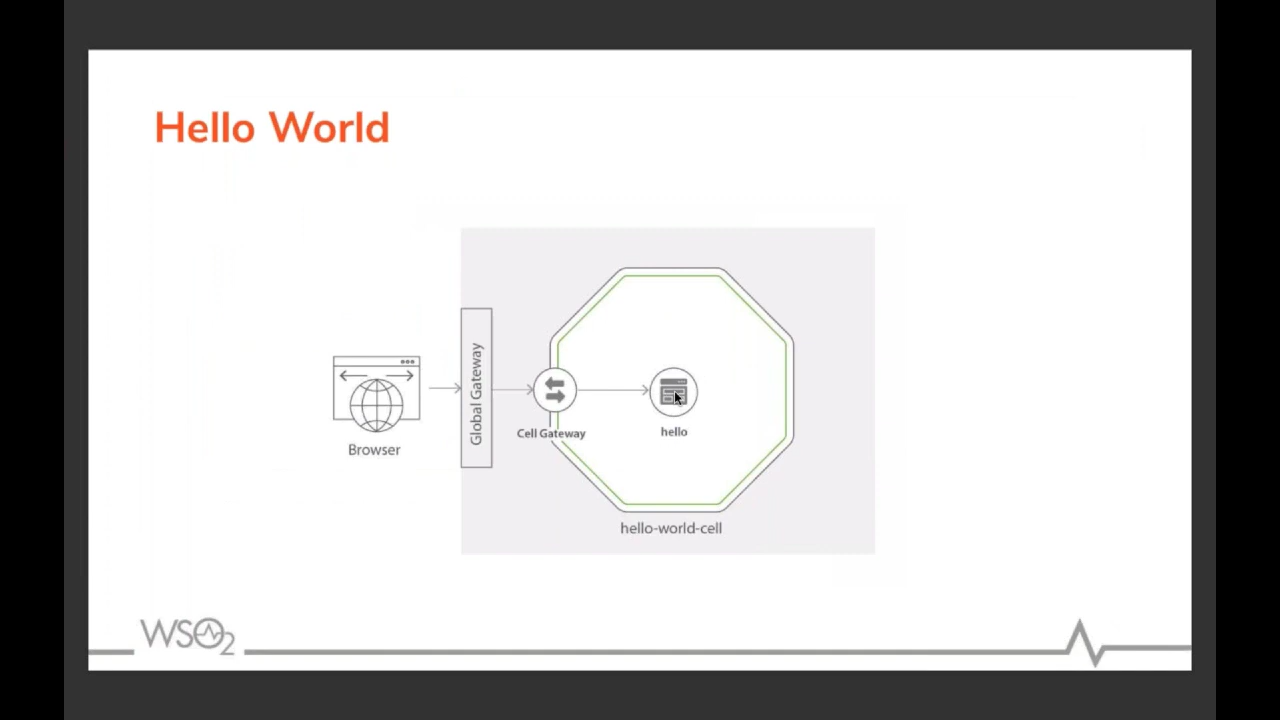 Hello World
Global Gateway
Cell Gateway
hello
Browser
hello-world-cell
WSO2